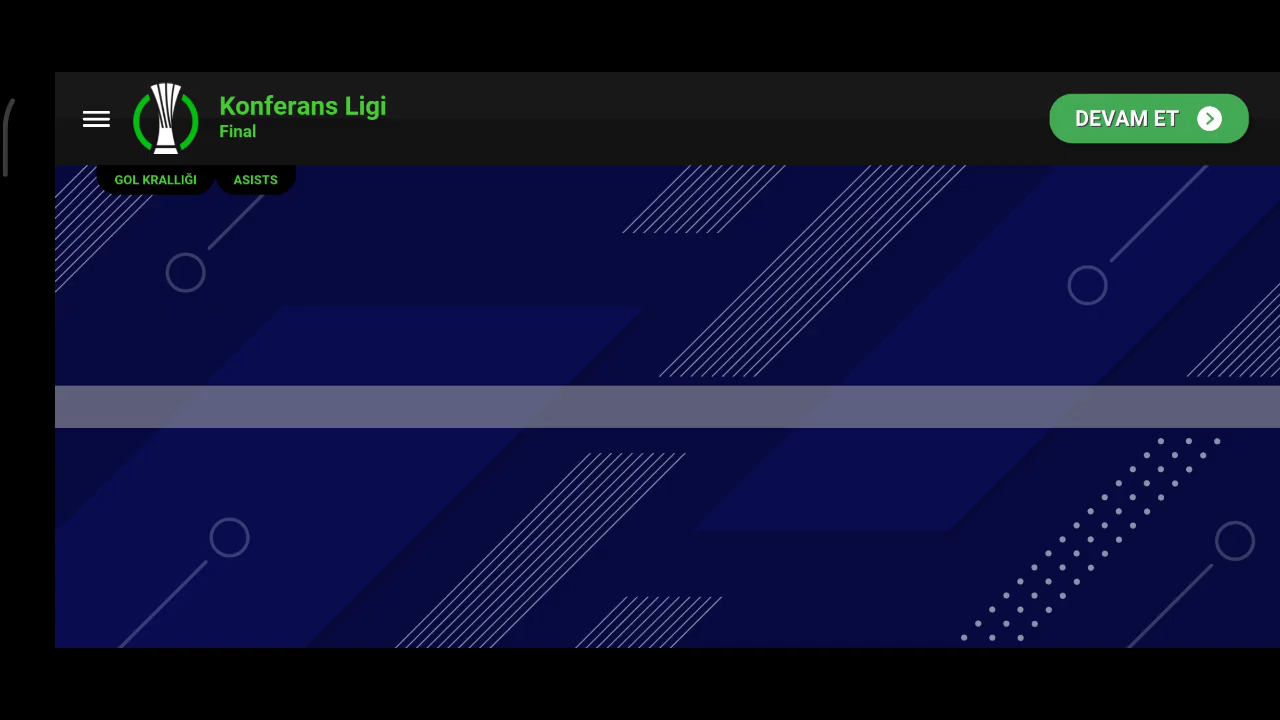 Konferans Ligi
Final
DEVAM ET
GOL KRALLIĞI
ASISTS